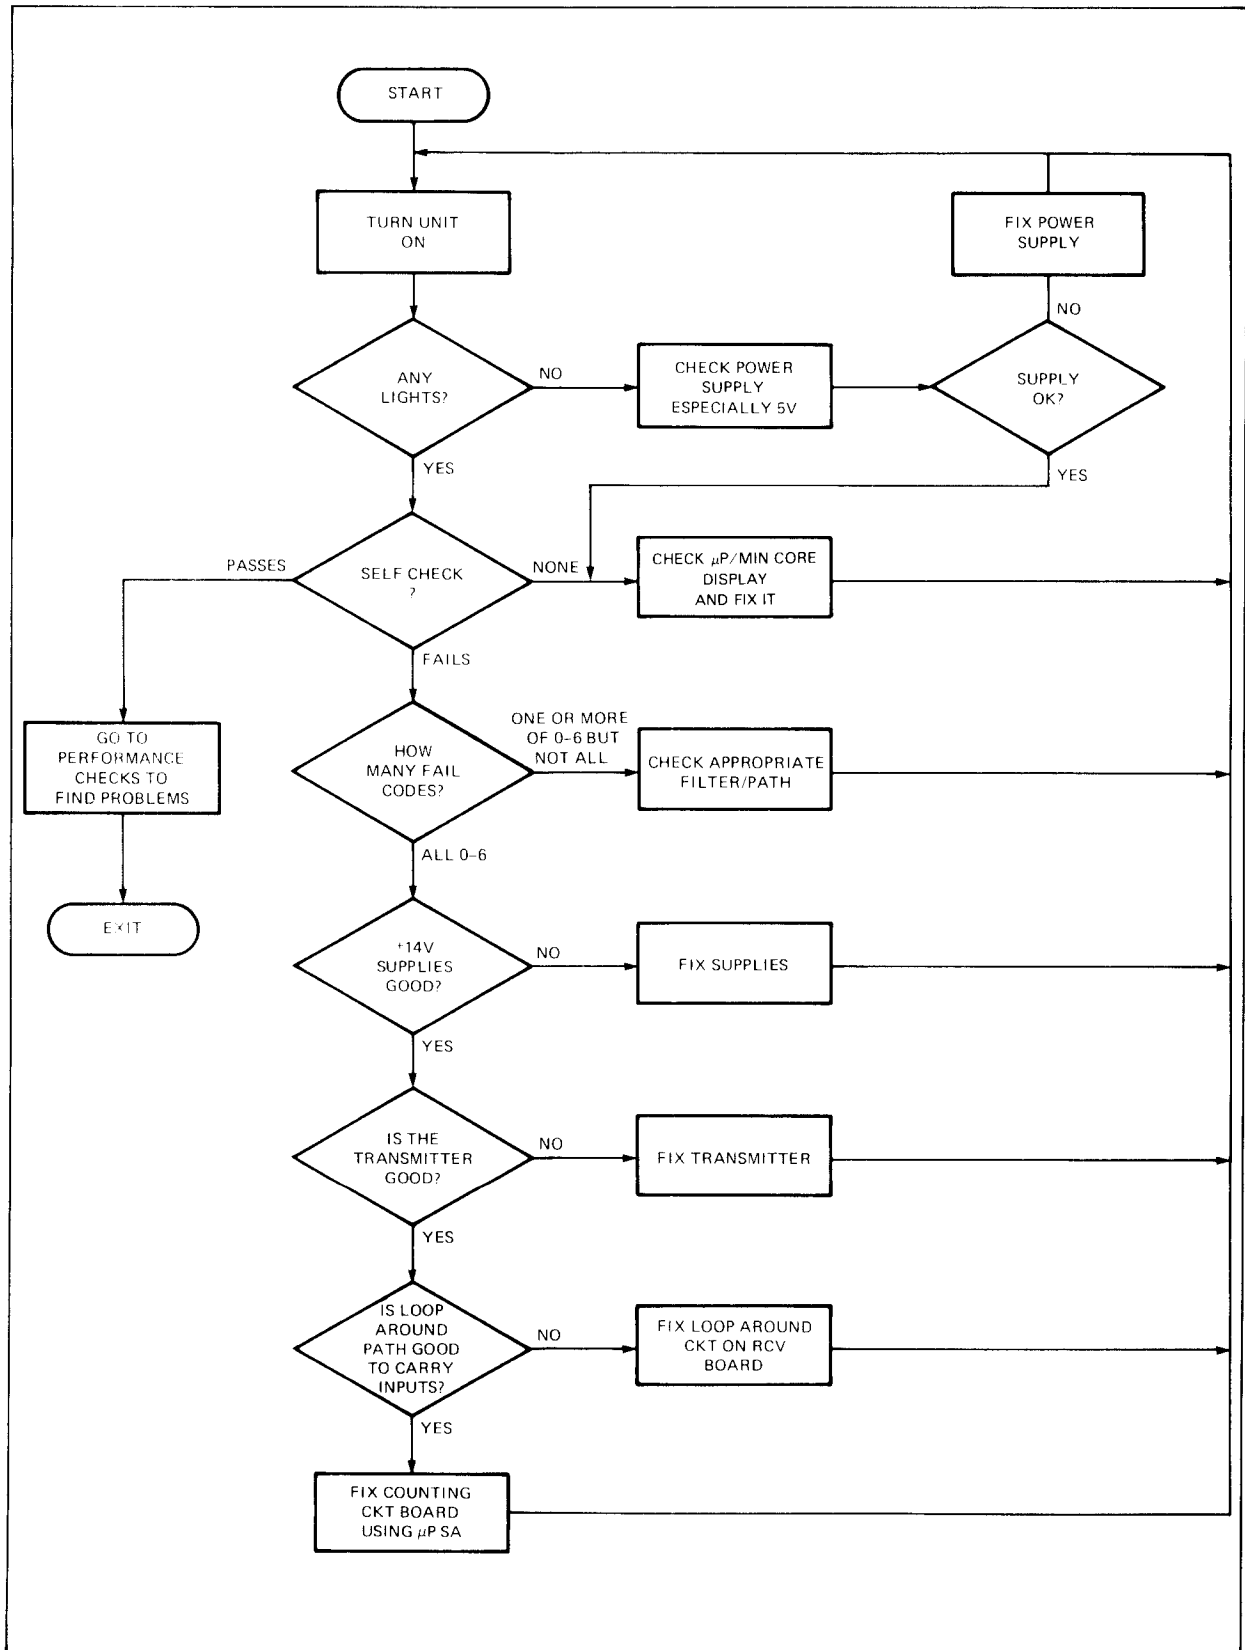 START
TURN UNIT
ON
FIX POWER
SUPPLY
NO
ANY
LIGHTS?
NO
CHECK POWER
SUPPLY
ESPECIALLY 5V
SUPPLY
OK?
YES
YES
PASSES
SELF CHECK
?
NONE
CHECK μP/MIN CORE
DISPLAY
AND FIX IT
FAILS
GO TO
PERFORMANCE
CHECKS TO
FIND PROBLEMS
HOW
MANY FAIL
CODES?
ONE OR MORE
OF 0-6 BUT
NOT ALL
CHECK APPROPRIATE
FILTER/PATH
ALL 0-6
EXIT
+14V
SUPPLIES
GOOD?
NO
FIX SUPPLIES
YES
IS THE
TRANSMITTER
GOOD?
NO
FIX TRANSMITTER
YES
IS LOOP
AROUND
PATH GOOD
TO CARRY
INPUTS?
NO
FIX LOOP AROUND
CKT ON RCV
BOARD
YES
FIX COUNTING
CKT BOARD
USING μP SA